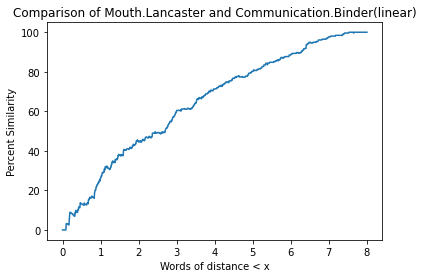 Comparison of Mouth.Lancaster and Communication.Binder(linear)
100
80
60
40
20
0
Percent Similarity
0 1 2 3 4 5 6 7 8
Words of distance < x